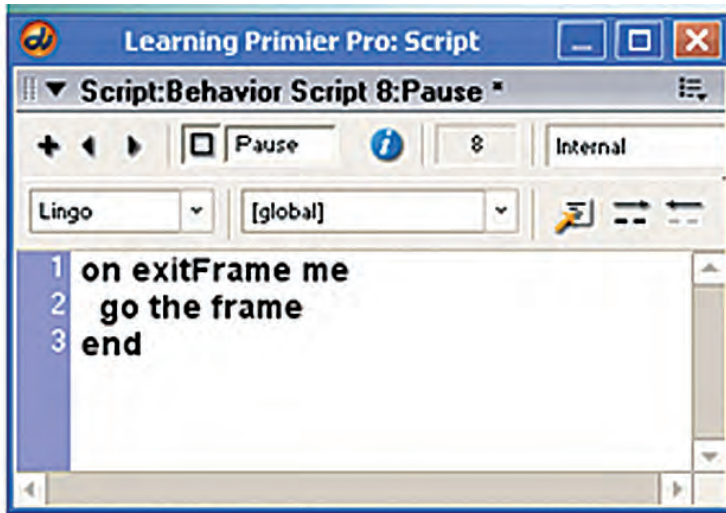 Learning Primier Pro: Script
Script:Behavior Script 8:Pause *
Pause 8 Internal
Lingo [global]
1 on exitFrame me
2 go the frame
3 end